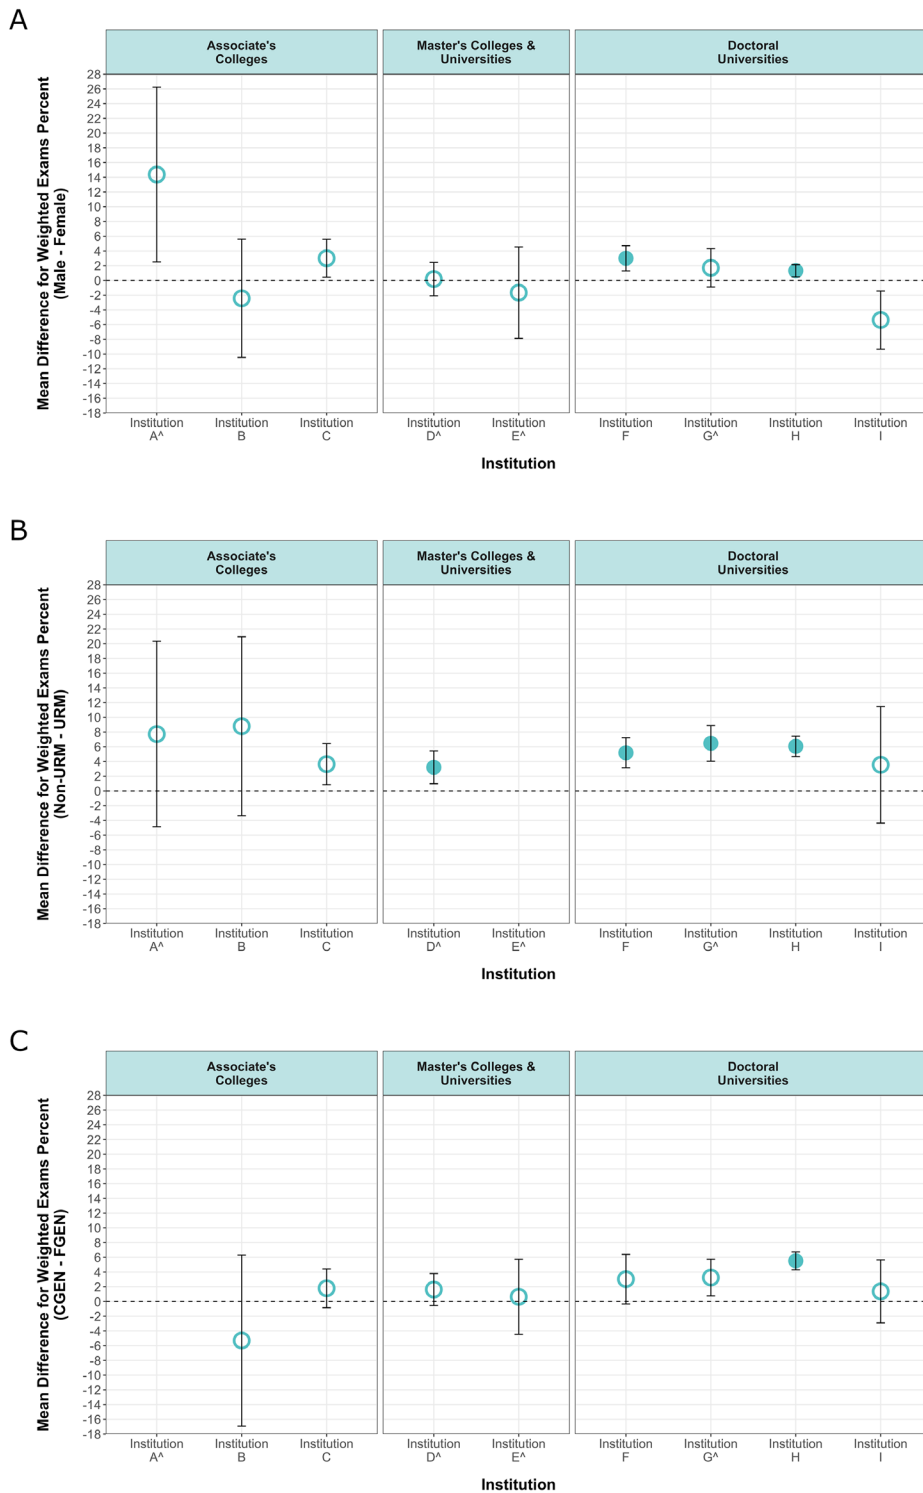 A
Associate's
Colleges
Master's Colleges &
Universities
Doctoral
Universities
Mean Difference for Weighted Exams Percent
(Male - Female)
28
26
24
22
20
18
16
14
12
10
8
6
4
2
0
-2
-4
-6
-8
-10
-12
-14
-16
-18
Institution
A^
Institution
B
Institution
C
Institution
D^
Institution
E^
Institution
F
Institution
G^
Institution
H
Institution
I
Institution
B
Associate's
Colleges
Master's Colleges &
Universities
Doctoral
Universities
Mean Difference for Weighted Exams Percent
(Non-URM - URM)
28
26
24
22
20
18
16
14
12
10
8
6
4
2
0
-2
-4
-6
-8
-10
-12
-14
-16
-18
Institution
A^
Institution
B
Institution
C
Institution
D^
Institution
E^
Institution
F
Institution
G^
Institution
H
Institution
I
Institution
C
Associate's
Colleges
Master's Colleges &
Universities
Doctoral
Universities
Mean Difference for Weighted Exams Percent
(CGEN - FGEN)
28
26
24
22
20
18
16
14
12
10
8
6
4
2
0
-2
-4
-6
-8
-10
-12
-14
-16
-18
Institution
A^
Institution
B
Institution
C
Institution
D^
Institution
E^
Institution
F
Institution
G^
Institution
H
Institution
I
Institution